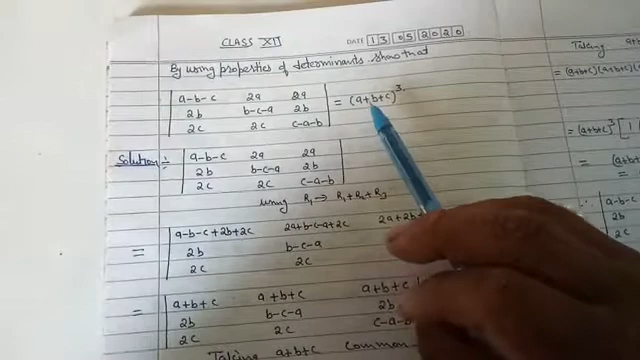 CLASS XII
DATE 13 05 2020
By using properties of determinants show that
a-b-c 2a 2a
2b b-c-a 2b = (a+b+c)³.
2c 2c c-a-b
Solution :- a-b-c 2a 2a
2b b-c-a 2b
2c 2c c-a-b
using R₁ → R₁+R₂+R₃
a-b-c+2b+2c 2a+b-c-a+2c 2a+2b
= 2b b-c-a
2c 2c
a+b+c a+b+c a+b+c
= 2b b-c-a 2b
2c 2c c-a-b
Taking a+b+c common
Taking
= (a+b+c)
= (a+b+c)³ 1
= (a+b
=
∴ a-b-c
2b
2c